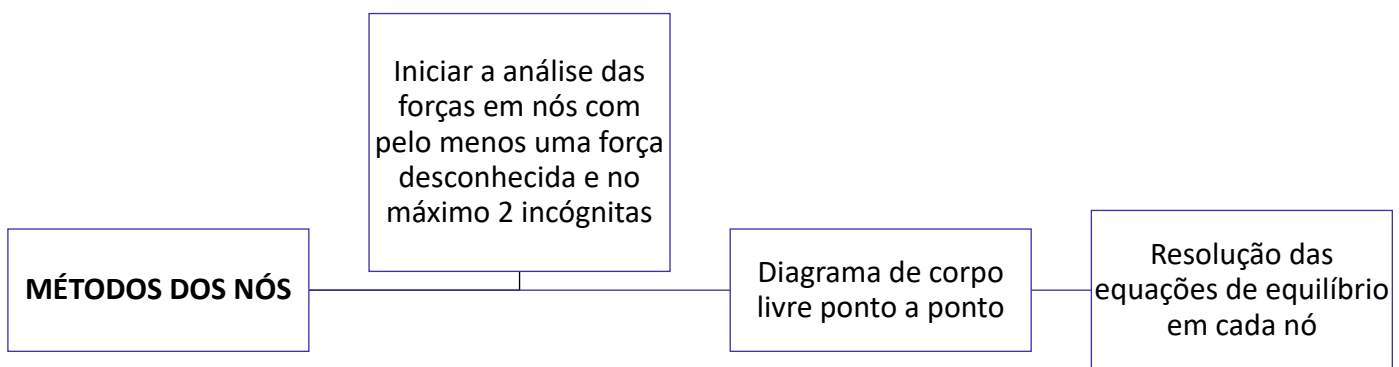 Iniciar a análise das
forças em nós com
pelo menos uma força
desconhecida e no
máximo 2 incógnitas
MÉTODOS DOS NÓS
Diagrama de corpo
livre ponto a ponto
Resolução das
equações de equilíbrio
em cada nó